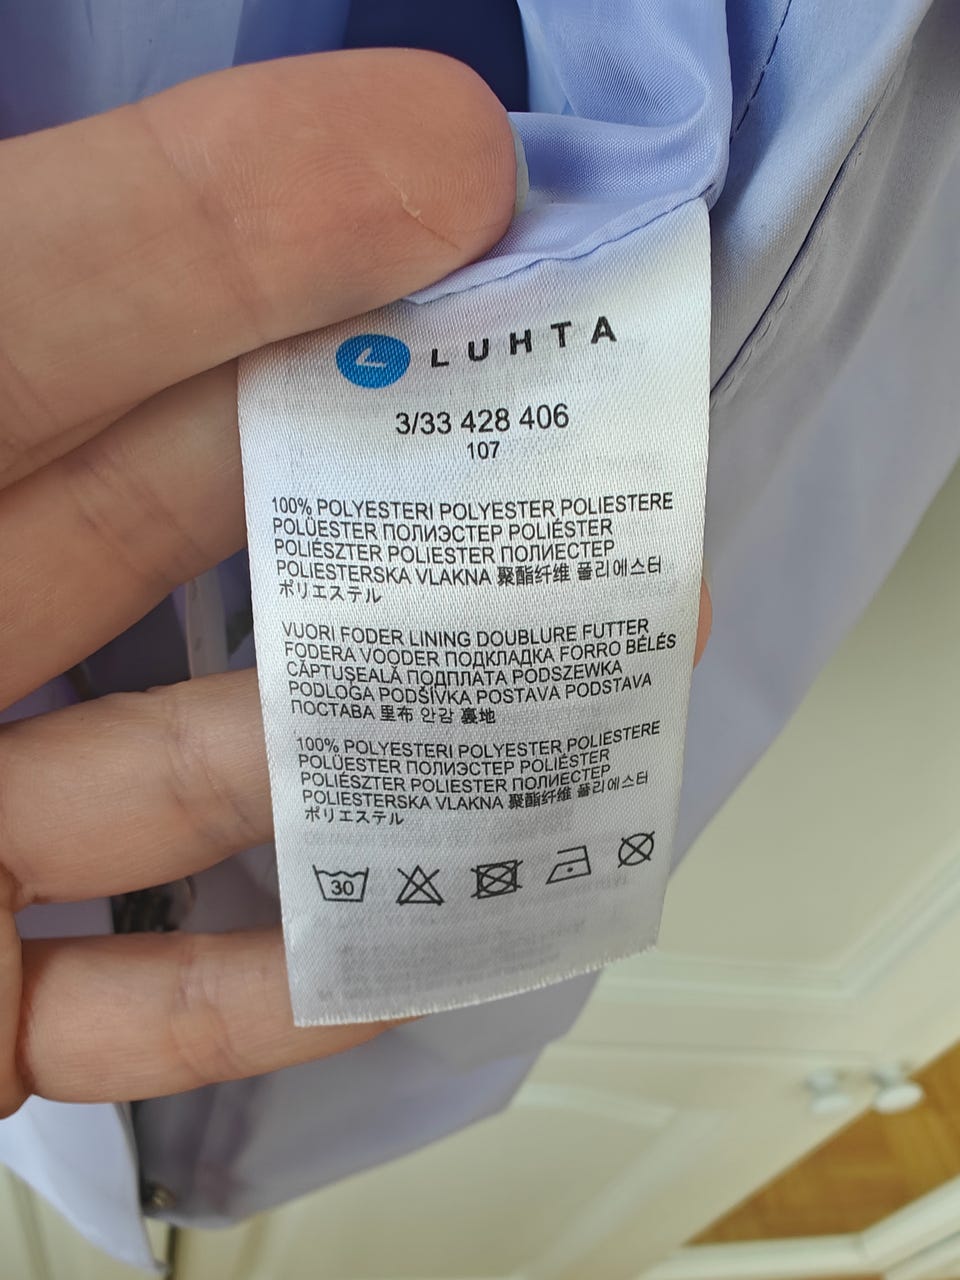 LUHTA
3/33 428 406
107
100% POLYESTERI POLYESTER POLIESTERE
POLÜESTER ПОЛИЭСТЕР POLIÉSTER
POLIÉSZTER POLIESTER ПОЛИЕСТЕР
POLIESTERSKA VLAKNA 聚酯纤维 폴리에스터
ポリエステル
VUORI FODER LINING DOUBLURE FUTTER
FODERA VOODER ПОДКЛАДКА FORRO BÉLÉS
CĂPTUŞEALĂ ПОДПЛАТА PODSZEWKA
PODLOGA PODŠÍVKA POSTAVA PODSTAVA
ПОСТАВА 里布 안감 裏地
100% POLYESTERI POLYESTER POLIESTERE
POLÜESTER ПОЛИЭСТЕР POLIÉSTER
POLIÉSZTER POLIESTER ПОЛИЕСТЕР
POLIESTERSKA VLAKNA 聚酯纤维 폴리에스터
ポリエステル
30